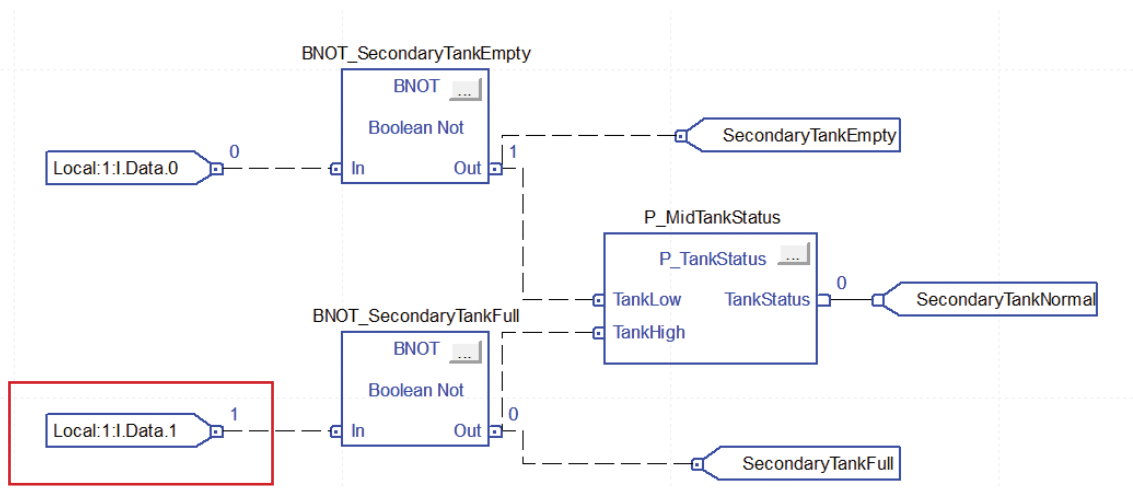 BNOT_SecondaryTankEmpty
BNOT ...
Boolean Not
0
1
SecondaryTankEmpty
Local:1:I.Data.0
In
Out
P_MidTankStatus
P_TankStatus ...
0
TankLow
TankStatus
SecondaryTankNormal
BNOT_SecondaryTankFull
TankHigh
BNOT ...
Boolean Not
1
0
Local:1:I.Data.1
In
Out
SecondaryTankFull